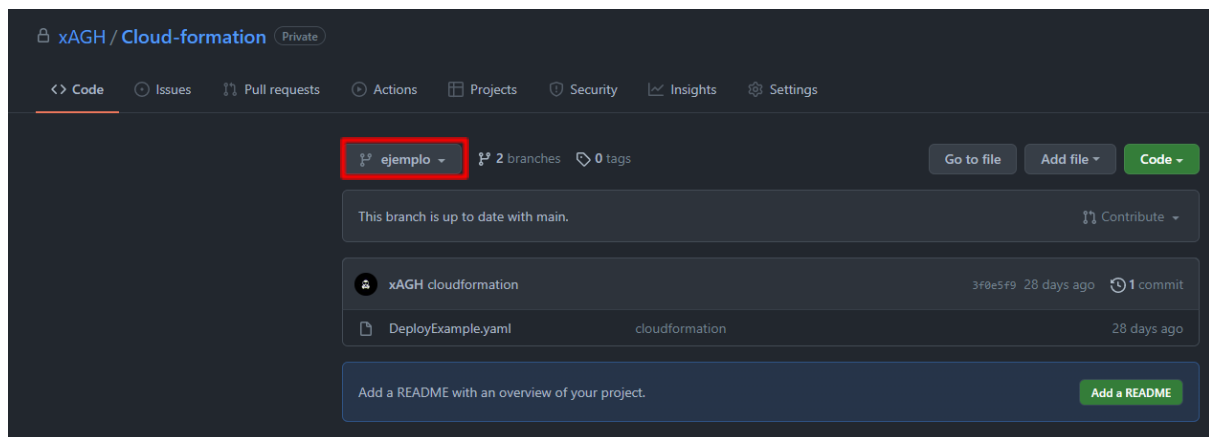 xAGH / Cloud-formation Private
<> Code Issues Pull requests Actions Projects Security Insights Settings
ejemplo 2 branches 0 tags Go to file Add file Code
This branch is up to date with main. Contribute
xAGH cloudformation 3f0e5f9 28 days ago 1 commit
DeployExample.yaml cloudformation 28 days ago
Add a README with an overview of your project. Add a README